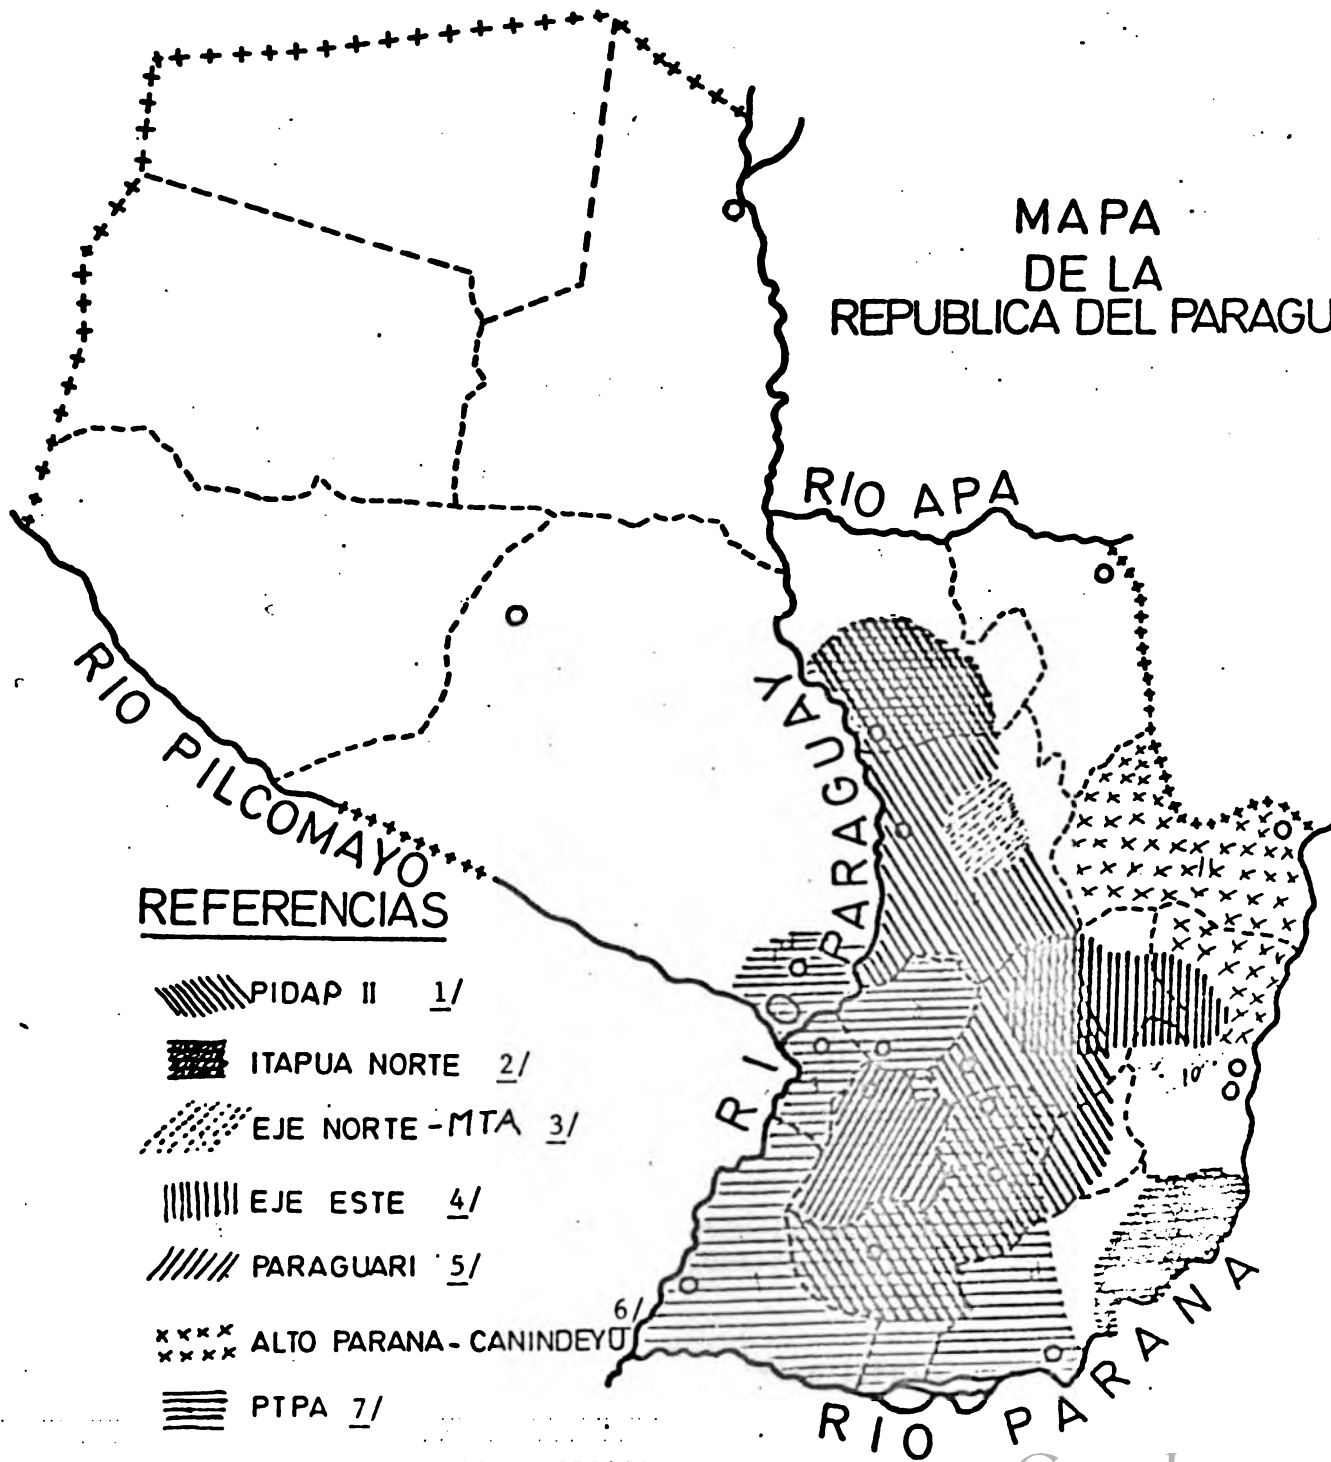 MAPA
DE LA
REPUBLICA DEL PARAGU
RIO APA
RIO PILCOMAYO
RI PARAGUAY
REFERENCIAS
PIDAP II 1/
ITAPUA NORTE 2/
EJE NORTE-MTA 3/
EJE ESTE 4/
PARAGUARI 5/
ALTO PARANA-CANINDEYU 6/
PTPA 7/
RIO PARANA